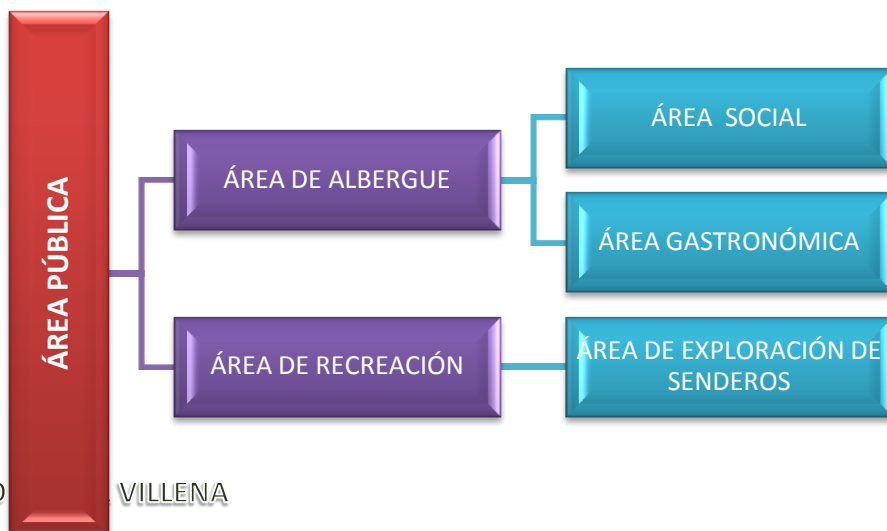 ÁREA PÚBLICA
ÁREA DE ALBERGUE
ÁREA SOCIAL
ÁREA GASTRONÓMICA
ÁREA DE RECREACIÓN
ÁREA DE EXPLORACIÓN DE
SENDEROS
VILLENA